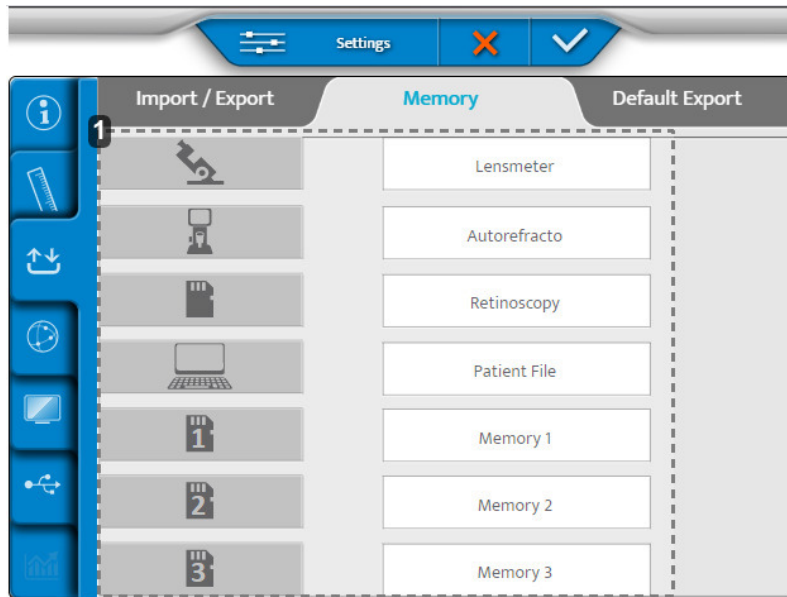 Settings
Import / Export Memory Default Export
1
Lensmeter
Autorefracto
Retinoscopy
Patient File
1 Memory 1
2 Memory 2
3 Memory 3